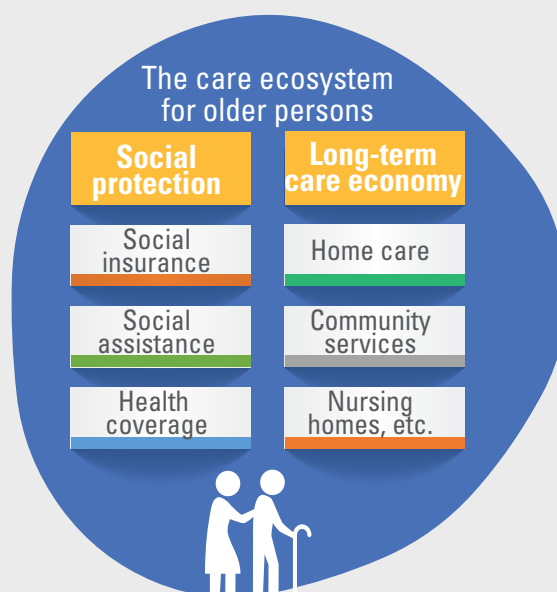 The care ecosystem
for older persons
Social
protection
Social
insurance
Social
assistance
Health
coverage
Long-term
care economy
Home care
Community
services
Nursing
homes, etc.